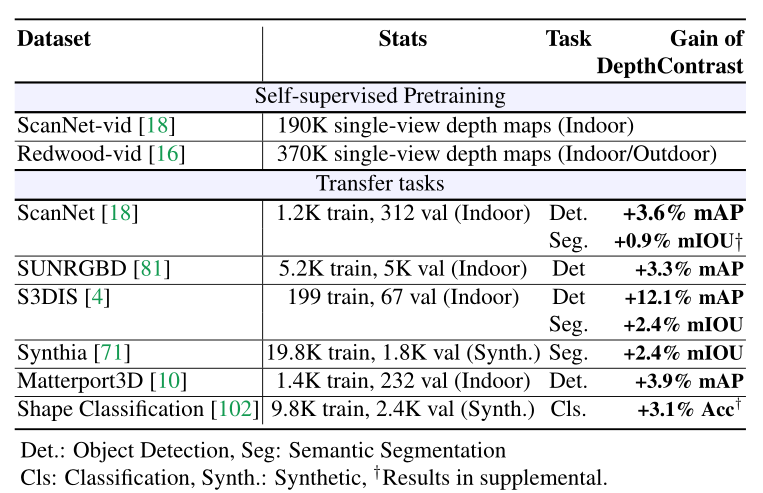 Dataset Stats Task Gain of
DepthContrast
Self-supervised Pretraining
ScanNet-vid [18] 190K single-view depth maps (Indoor)
Redwood-vid [16] 370K single-view depth maps (Indoor/Outdoor)
Transfer tasks
ScanNet [18] 1.2K train, 312 val (Indoor) Det. +3.6% mAP
Seg. +0.9% mIOU†
SUNRGBD [81] 5.2K train, 5K val (Indoor) Det +3.3% mAP
S3DIS [4] 199 train, 67 val (Indoor) Det +12.1% mAP
Seg. +2.4% mIOU
Synthia [71] 19.8K train, 1.8K val (Synth.) Seg. +2.4% mIOU
Matterport3D [10] 1.4K train, 232 val (Indoor) Det. +3.9% mAP
Shape Classification [102] 9.8K train, 2.4K val (Synth.) Cls. +3.1% Acc†
Det.: Object Detection, Seg: Semantic Segmentation
Cls: Classification, Synth.: Synthetic, †Results in supplemental.